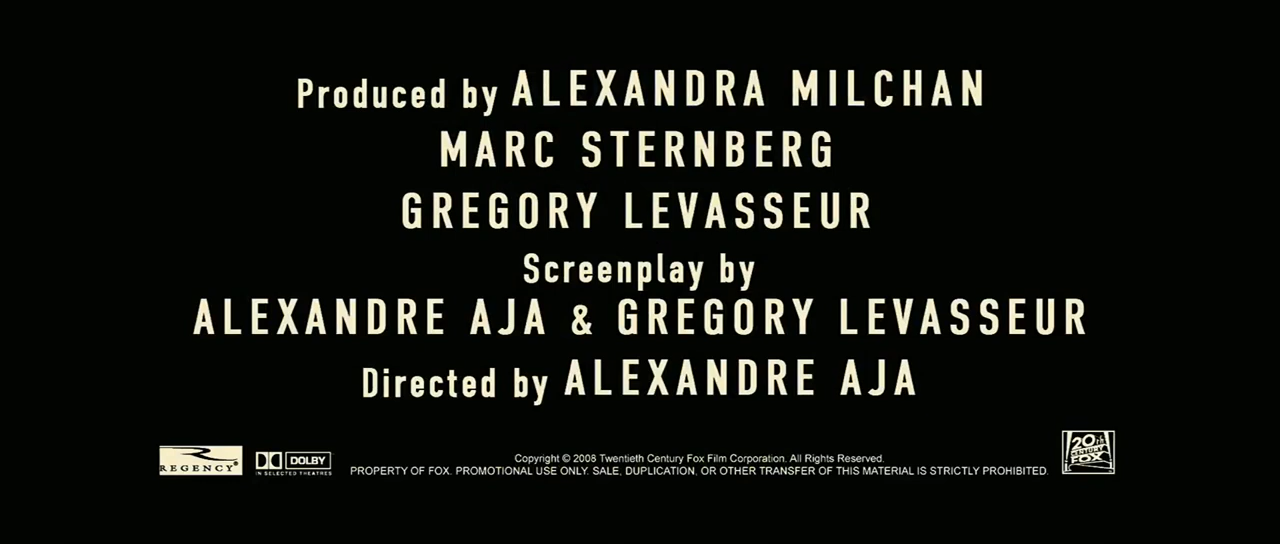 Produced by ALEXANDRA MILCHAN
MARC STERNBERG
GREGORY LEVASSEUR
Screenplay by
ALEXANDRE AJA & GREGORY LEVASSEUR
Directed by ALEXANDRE AJA
REGENCY®
DOLBY
IN SELECTED THEATRES
Copyright © 2008 Twentieth Century Fox Film Corporation. All Rights Reserved.
PROPERTY OF FOX. PROMOTIONAL USE ONLY. SALE, DUPLICATION, OR OTHER TRANSFER OF THIS MATERIAL IS STRICTLY PROHIBITED.
20th
CENTURY
FOX